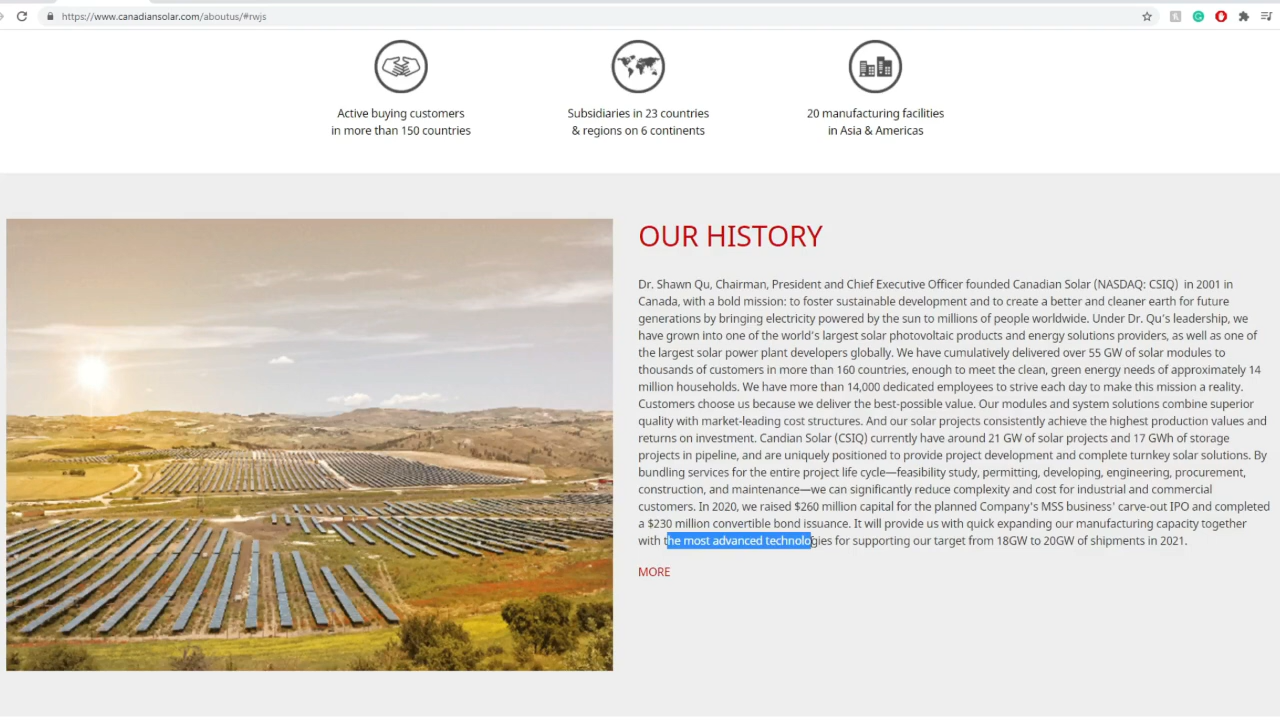 https://www.canadiansolar.com/aboutus/#rwjs
Active buying customers
in more than 150 countries
Subsidiaries in 23 countries
& regions on 6 continents
20 manufacturing facilities
in Asia & Americas
OUR HISTORY
Dr. Shawn Qu, Chairman, President and Chief Executive Officer founded Canadian Solar (NASDAQ: CSIQ) in 2001 in
Canada, with a bold mission: to foster sustainable development and to create a better and cleaner earth for future
generations by bringing electricity powered by the sun to millions of people worldwide. Under Dr. Qu's leadership, we
have grown into one of the world's largest solar photovoltaic products and energy solutions providers, as well as one of
the largest solar power plant developers globally. We have cumulatively delivered over 55 GW of solar modules to
thousands of customers in more than 160 countries, enough to meet the clean, green energy needs of approximately 14
million households. We have more than 14,000 dedicated employees to strive each day to make this mission a reality.
Customers choose us because we deliver the best-possible value. Our modules and system solutions combine superior
quality with market-leading cost structures. And our solar projects consistently achieve the highest production values and
returns on investment. Candian Solar (CSIQ) currently have around 21 GW of solar projects and 17 GWh of storage
projects in pipeline, and are uniquely positioned to provide project development and complete turnkey solar solutions. By
bundling services for the entire project life cycle—feasibility study, permitting, developing, engineering, procurement,
construction, and maintenance—we can significantly reduce complexity and cost for industrial and commercial
customers. In 2020, we raised $260 million capital for the planned Company's MSS business' carve-out IPO and completed
a $230 million convertible bond issuance. It will provide us with quick expanding our manufacturing capacity together
with the most advanced technologies for supporting our target from 18GW to 20GW of shipments in 2021.
MORE